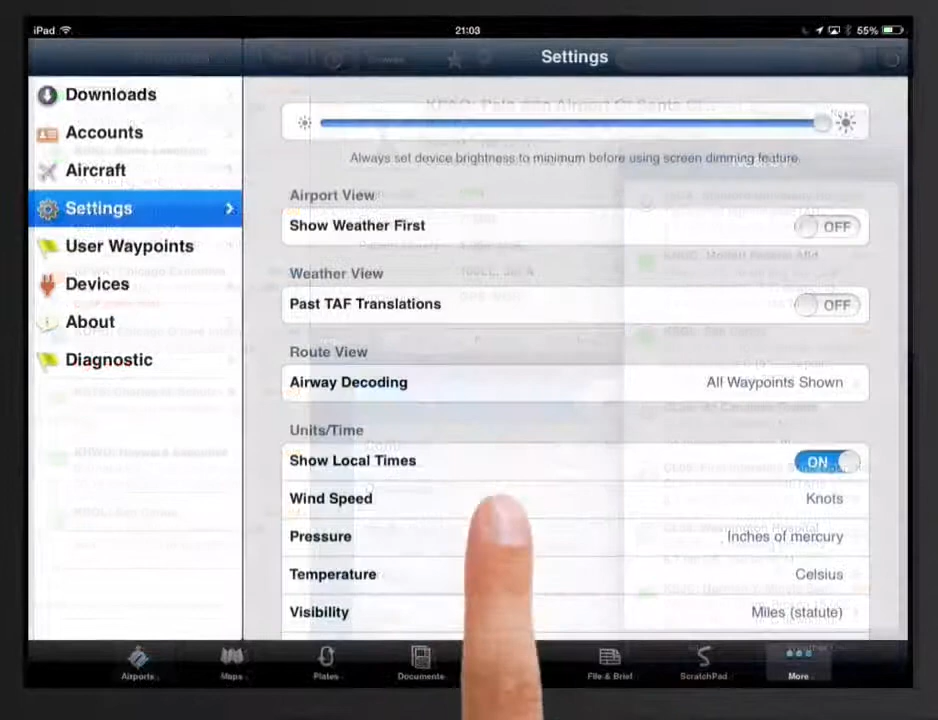 iPad 21:03 55%
Settings
Downloads
Accounts
Aircraft
Settings
User Waypoints
Devices
About
Diagnostic
Always set device brightness to minimum before using screen dimming feature.
Airport View
Show Weather First OFF
Weather View
Past TAF Translations OFF
Route View
Airway Decoding All Waypoints Shown
Units/Time
Show Local Times ON
Wind Speed Knots
Pressure Inches of mercury
Temperature Celsius
Visibility Miles (statute)
Airports Maps Plates Documents File & Brief ScratchPad More